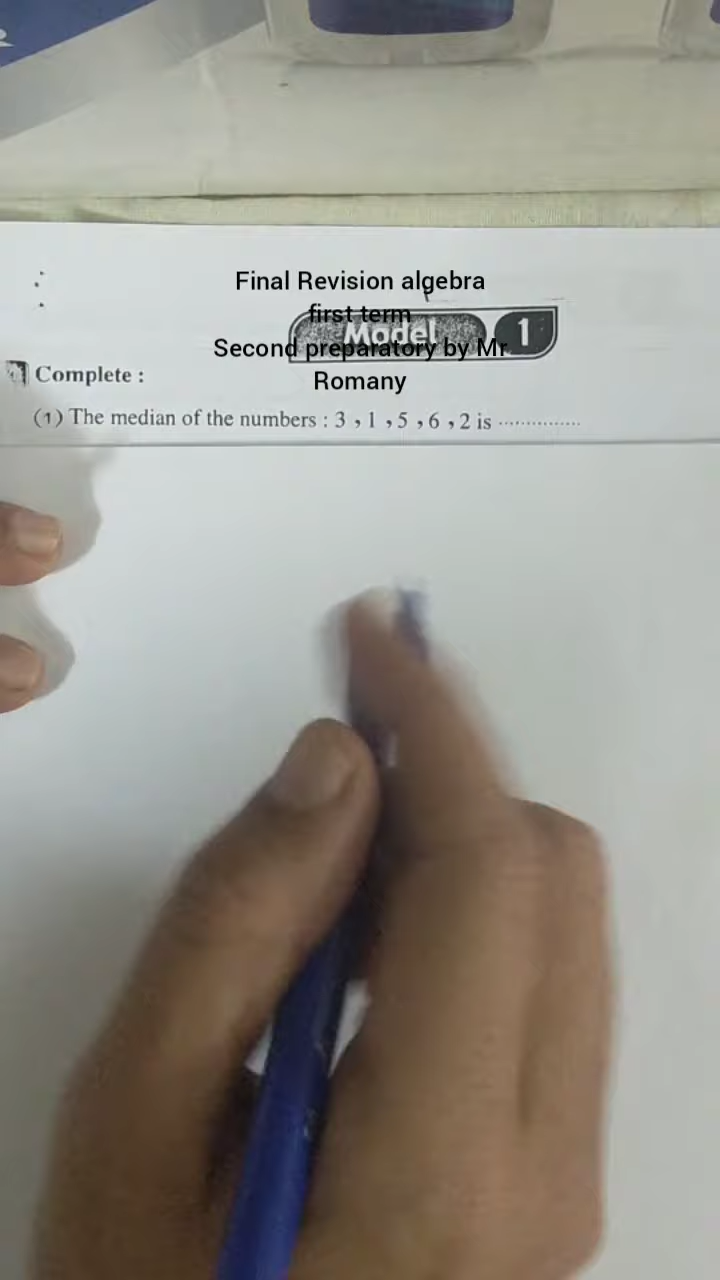 Final Revision algebra
first term
Model 1
Second preparatory by Mr
Romany
Complete :
(1) The median of the numbers : 3 , 1 , 5 , 6 , 2 is ...............